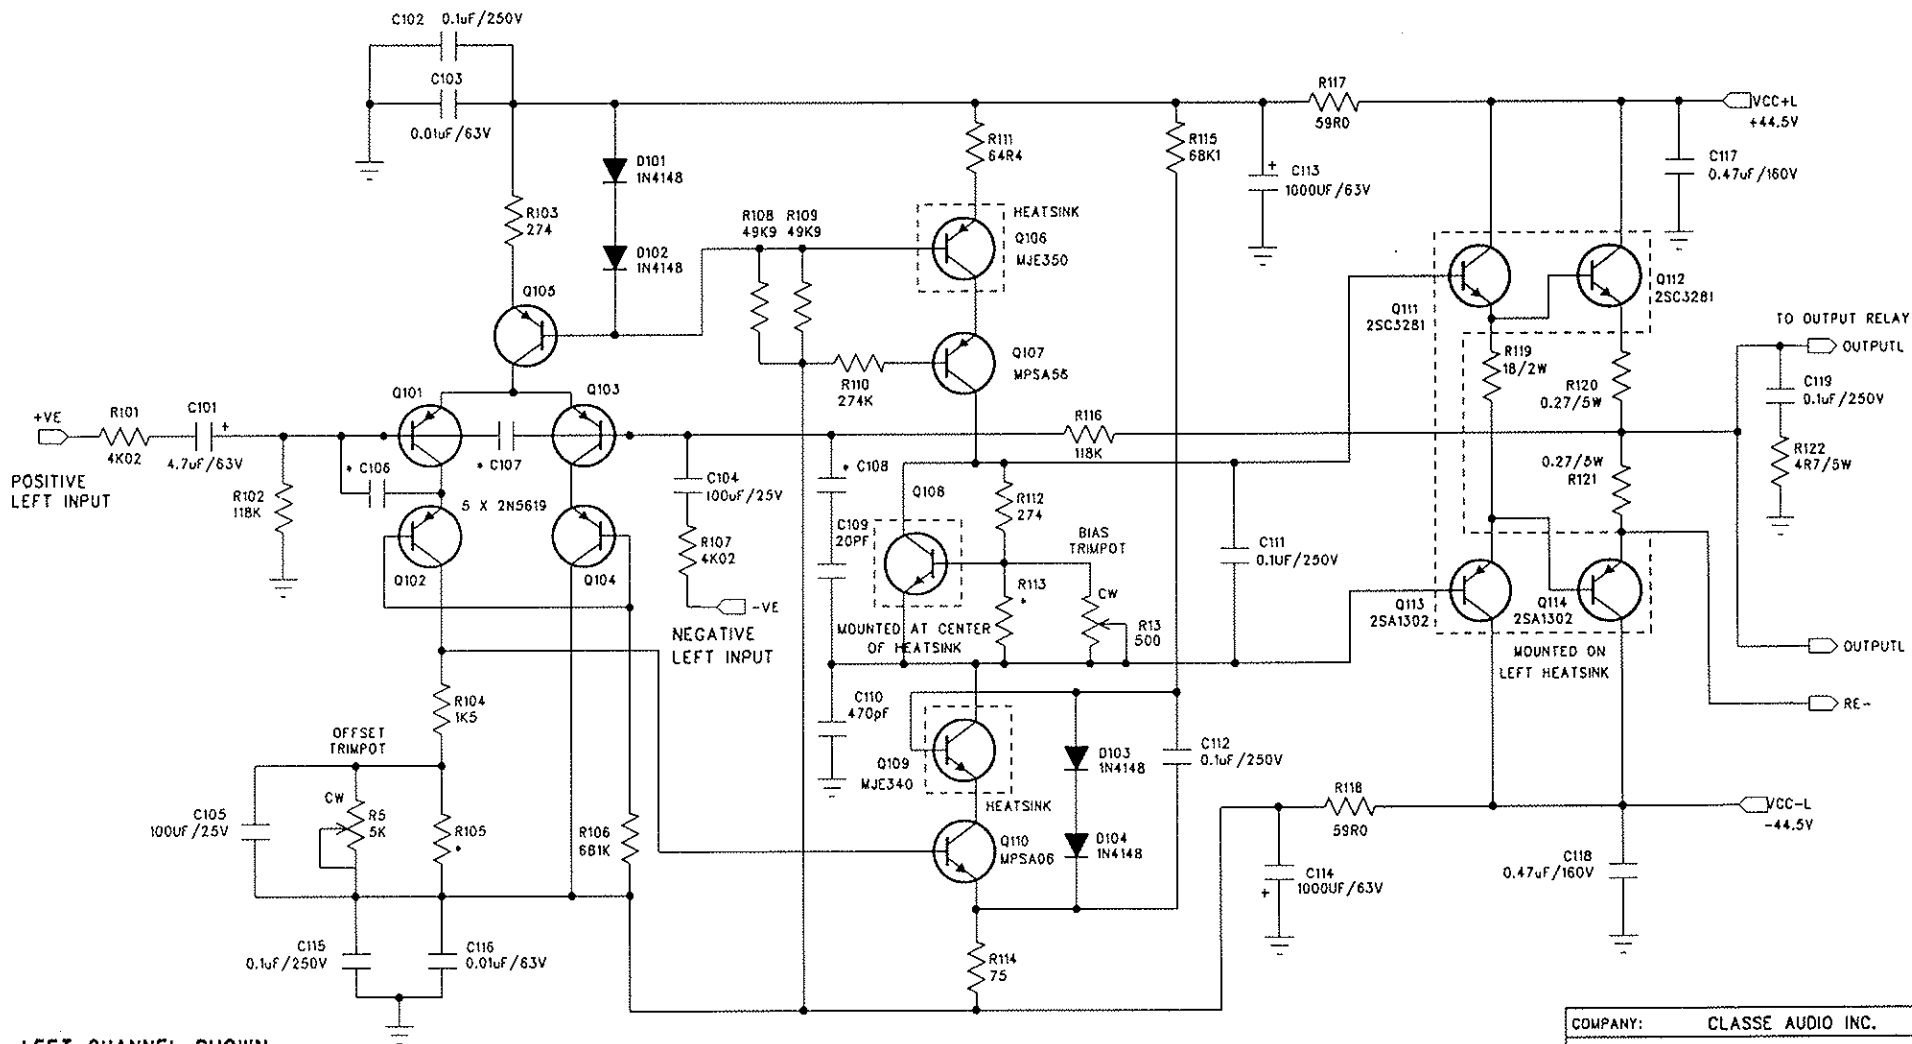 C102 0.1uF/250V
C103
0.01uF/63V
R117
59R0
VCC+L
+44.5V
R111
64R4
R115
68K1
D101
1N4148
C113
1000UF/63V
C117
0.47uF/160V
R103
274
R108
49K9
R109
49K9
HEATSINK
Q106
MJE350
D102
1N4148
Q105
Q111
2SC3281
Q112
2SC3281
TO OUTPUT RELAY
OUTPUTL
Q107
MPSA56
R119
18/2W
R120
0.27/5W
R110
274K
C119
0.1uF/250V
Q101
Q103
+VE
R101
4K02
C101
+
4.7uF/63V
R116
118K
* C106
* C107
POSITIVE
LEFT INPUT
R102
118K
C104
100uF/25V
* C108
Q108
R112
274
0.27/5W
R121
R122
4R7/5W
5 X 2N5619
C109
20PF
BIAS
TRIMPOT
R107
4K02
C111
0.1UF/250V
Q102
Q104
R113
*
CW
R13
500
Q113
2SA1302
Q114
2SA1302
-VE
NEGATIVE
LEFT INPUT
MOUNTED AT CENTER
OF HEATSINK
MOUNTED ON
LEFT HEATSINK
OUTPUTL
RE-
R104
1K5
C110
470pF
OFFSET
TRIMPOT
Q109
MJE340
D103
1N4148
C112
0.1uF/250V
CW
R5
5K
HEATSINK
R118
59R0
VCC-L
-44.5V
C105
100UF/25V
R105
*
R106
681K
Q110
MPSA06
D104
1N4148
C114
1000UF/63V
+
C118
0.47uF/160V
C115
0.1uF/250V
C116
0.01uF/63V
R114
75
COMPANY: CLASSE AUDIO INC.
LEFT CHANNEL SHOWN